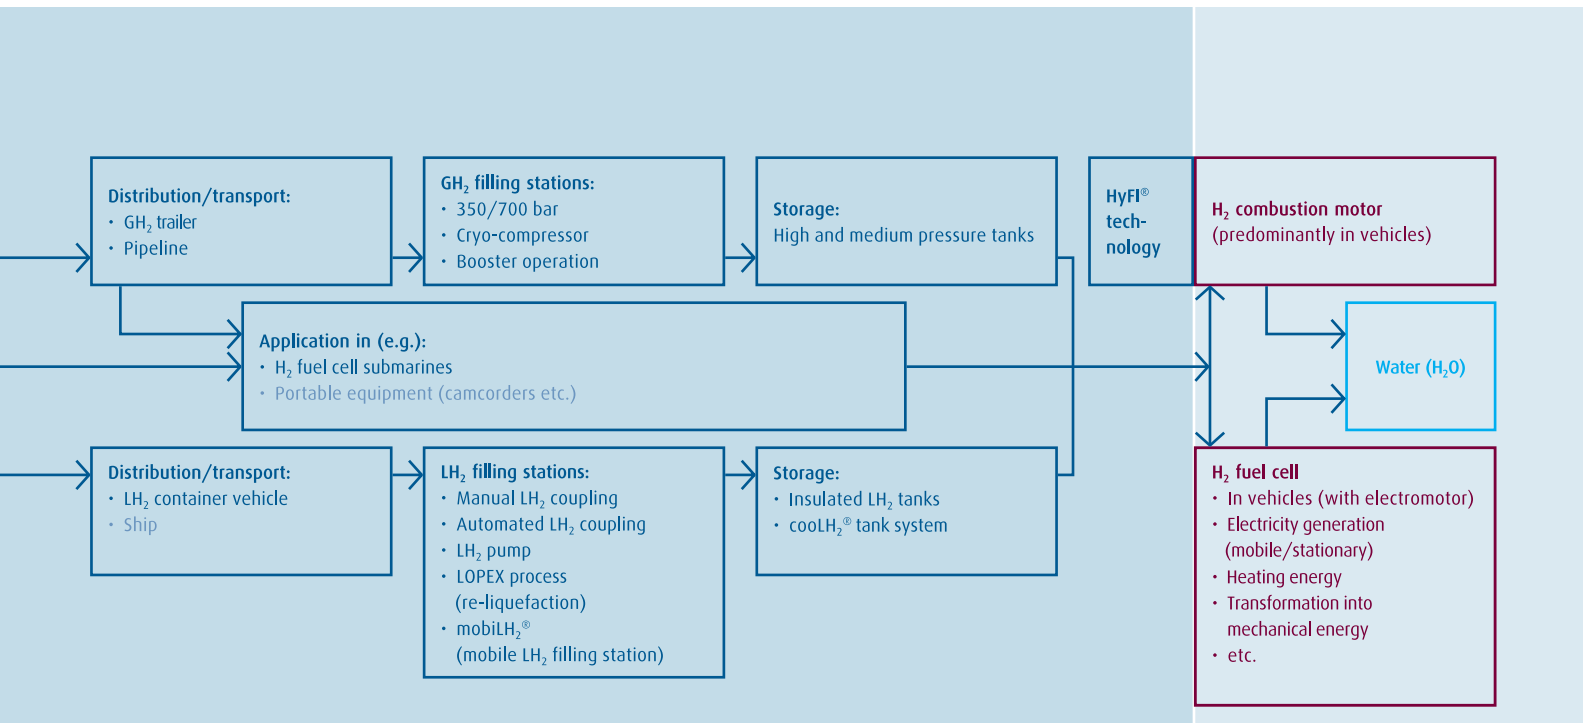 Distribution/transport:
• GH₂ trailer
• Pipeline
GH₂ filling stations:
• 350/700 bar
• Cryo-compressor
• Booster operation
Storage:
High and medium pressure tanks
HyFI®
tech-
nology
H₂ combustion motor
(predominantly in vehicles)
Application in (e.g.):
• H₂ fuel cell submarines
• Portable equipment (camcorders etc.)
Water (H₂O)
Distribution/transport:
• LH₂ container vehicle
• Ship
LH₂ filling stations:
• Manual LH₂ coupling
• Automated LH₂ coupling
• LH₂ pump
• LOPEX process
(re-liquefaction)
• mobiLH₂®
(mobile LH₂ filling station)
Storage:
• Insulated LH₂ tanks
• cooLH₂® tank system
H₂ fuel cell
• In vehicles (with electromotor)
• Electricity generation
(mobile/stationary)
• Heating energy
• Transformation into
mechanical energy
• etc.